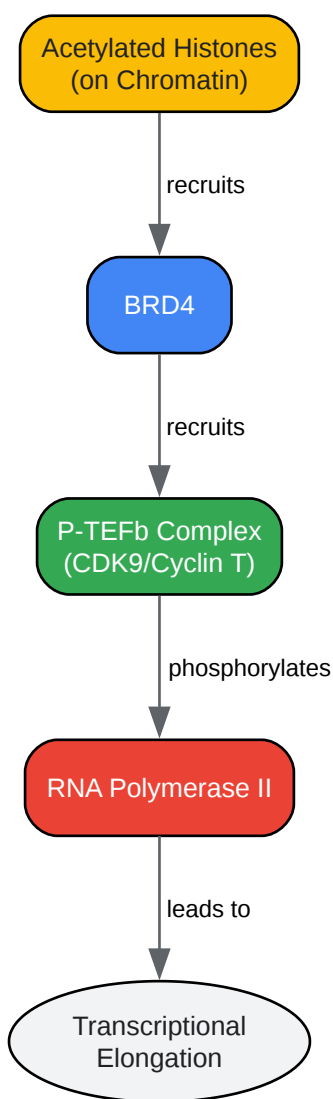 Acetylated Histones
(on Chromatin)
recruits
BRD4
recruits
P-TEFb Complex
(CDK9/Cyclin T)
phosphorylates
RNA Polymerase II
leads to
Transcriptional
Elongation